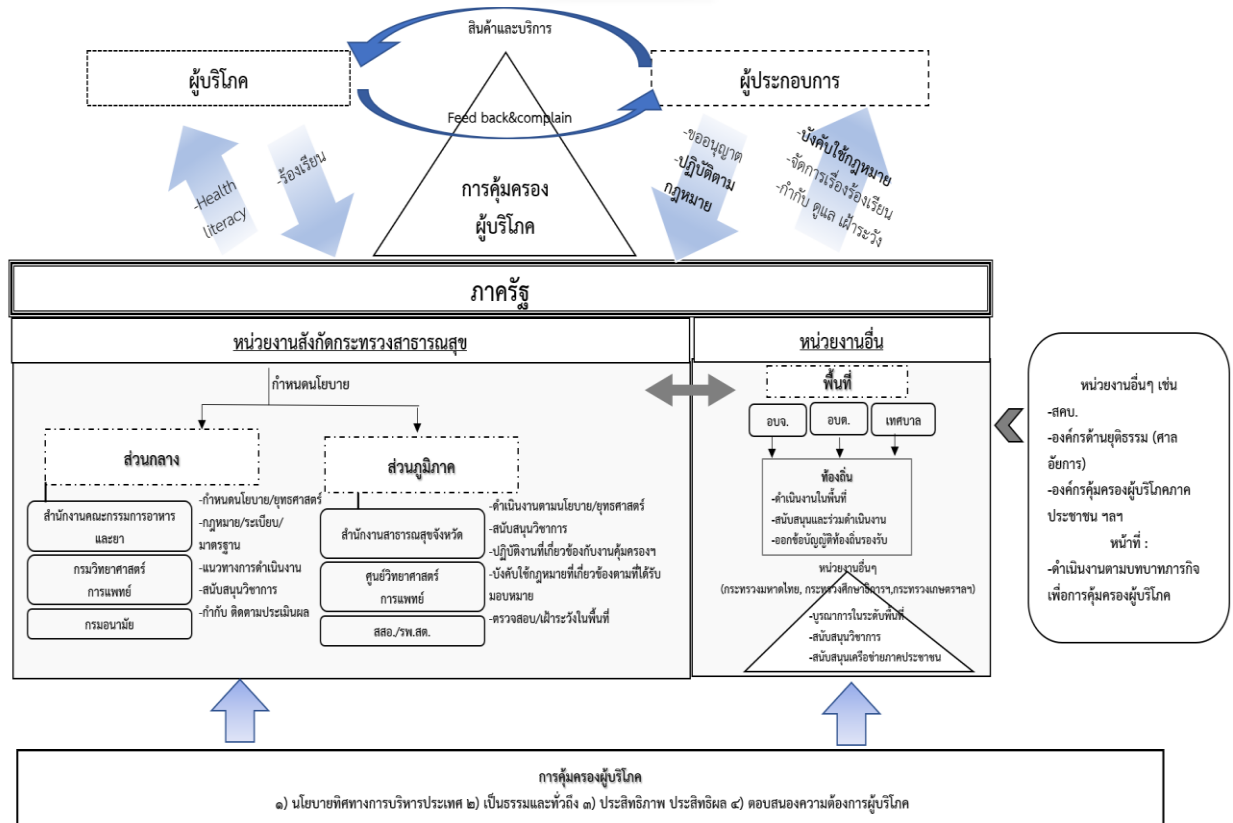 สินค้าและบริการ
ผู้บริโภค
ผู้ประกอบการ
Feed back&complain
-Health
literacy
-ร้องเรียน
การคุ้มครอง
ผู้บริโภค
-ขออนุญาต
-ปฏิบัติตาม
กฎหมาย
-บังคับใช้กฎหมาย
-จัดการเรื่องร้องเรียน
-กำกับ ดูแล เฝ้าระวัง
ภาครัฐ
หน่วยงานสังกัดกระทรวงสาธารณสุข
กำหนดนโยบาย
ส่วนกลาง
สำนักงานคณะกรรมการอาหาร
และยา
กรมวิทยาศาสตร์
การแพทย์
กรมอนามัย
-กำหนดนโยบาย/ยุทธศาสตร์
-กฎหมาย/ระเบียบ/
มาตรฐาน
-แนวทางการดำเนินงาน
-สนับสนุนวิชาการ
-กำกับ ติดตามประเมินผล
ส่วนภูมิภาค
สำนักงานสาธารณสุขจังหวัด
ศูนย์วิทยาศาสตร์
การแพทย์
สสอ./รพ.สต.
-ดำเนินงานตามนโยบาย/ยุทธศาสตร์
-สนับสนุนวิชาการ
-ปฏิบัติงานที่เกี่ยวข้องกับงานคุ้มครองฯ
-บังคับใช้กฎหมายที่เกี่ยวข้องตามที่ได้รับ
มอบหมาย
-ตรวจสอบ/เฝ้าระวังในพื้นที่
หน่วยงานอื่น
พื้นที่
อบจ.
อบต.
เทศบาล
ท้องถิ่น
-ดำเนินงานในพื้นที่
-สนับสนุนและร่วมดำเนินงาน
-ออกข้อบัญญัติท้องถิ่นรองรับ
หน่วยงานอื่นๆ
(กระทรวงมหาดไทย, กระทรวงศึกษาธิการฯ,กระทรวงเกษตรฯฯ)
-บูรณาการในระดับพื้นที่
-สนับสนุนวิชาการ
-สนับสนุนเครือข่ายภาคประชาชน
หน่วยงานอื่นๆ เช่น
-สคบ.
-องค์กรด้านยุติธรรม (ศาล
อัยการ)
-องค์กรคุ้มครองผู้บริโภคภาค
ประชาชน ฯลฯ
หน้าที่ :
-ดำเนินงานตามบทบาทภารกิจ
เพื่อการคุ้มครองผู้บริโภค
การคุ้มครองผู้บริโภค
๑) นโยบายทิศทางการบริหารประเทศ ๒) เป็นธรรมและทั่วถึง ๓) ประสิทธิภาพ ประสิทธิผล ๔) ตอบสนองความต้องการผู้บริโภค